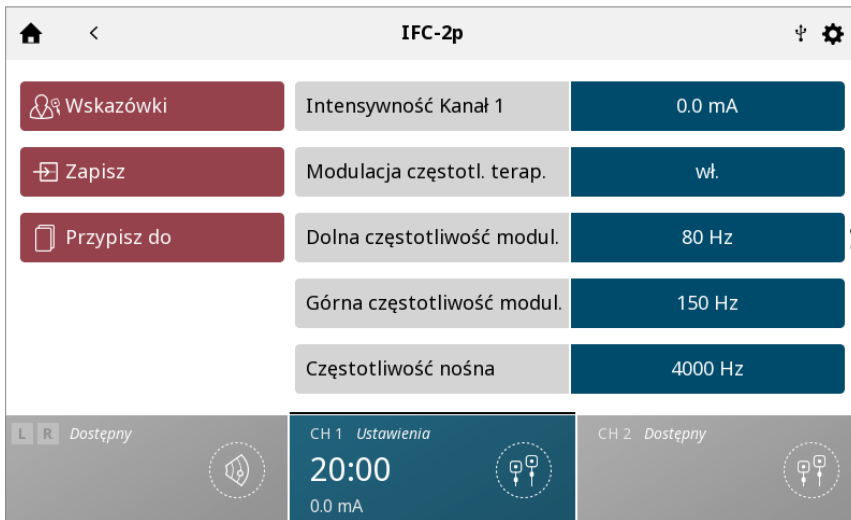 IFC-2p
Wskazówki
Zapisz
Przypisz do
Intensywność Kanał 1 0.0 mA
Modulacja częstotl. terap. wł.
Dolna częstotliwość modul. 80 Hz
Górna częstotliwość modul. 150 Hz
Częstotliwość nośna 4000 Hz
L R Dostępny
CH 1 Ustawienia
20:00
0.0 mA
CH 2 Dostępny